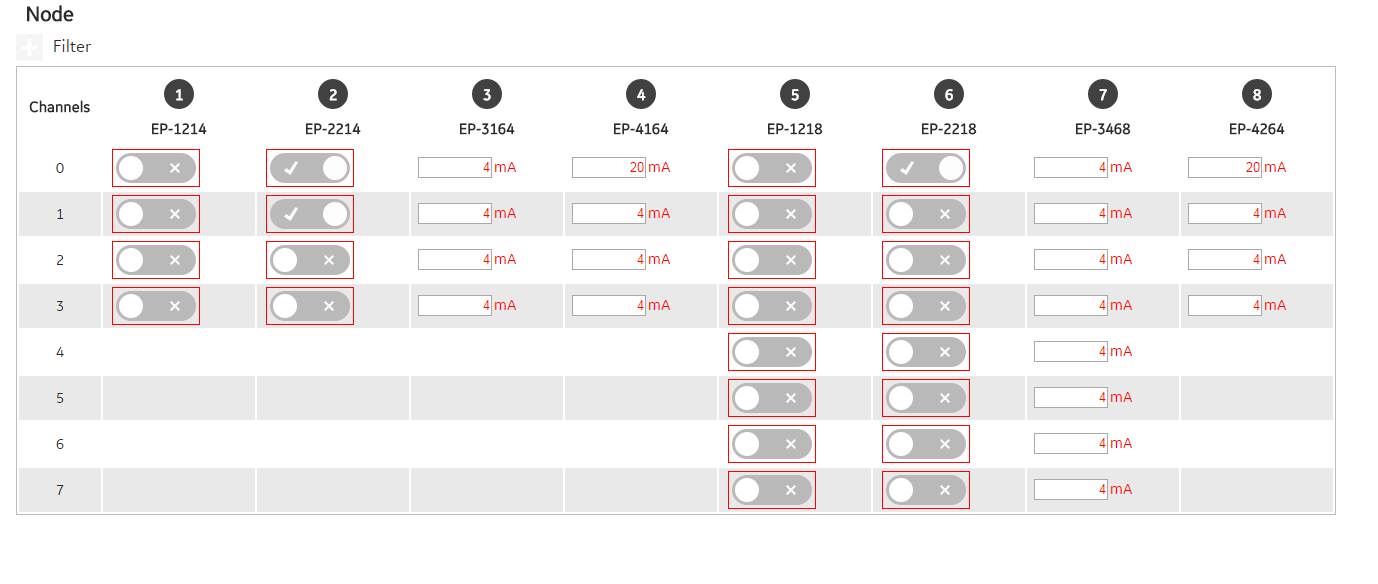 Node
Filter
Channels 1 2 3 4 5 6 7 8
EP-1214 EP-2214 EP-3164 EP-4164 EP-1218 EP-2218 EP-3468 EP-4264
0 4 mA 20 mA 4 mA 20 mA
1 4 mA 4 mA 4 mA 4 mA
2 4 mA 4 mA 4 mA 4 mA
3 4 mA 4 mA 4 mA 4 mA
4 4 mA
5 4 mA
6 4 mA
7 4 mA